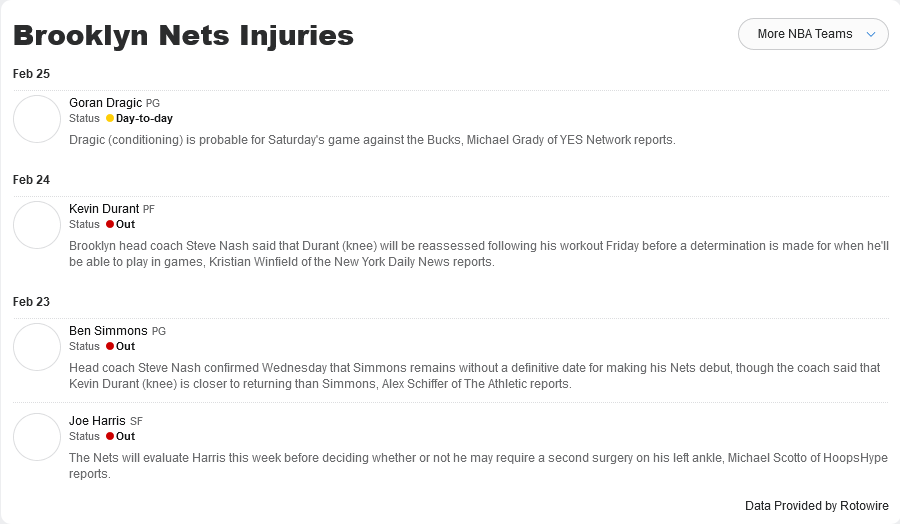 Brooklyn Nets Injuries
More NBA Teams
Feb 25
Goran Dragic PG
Status Day-to-day
Dragic (conditioning) is probable for Saturday's game against the Bucks, Michael Grady of YES Network reports.
Feb 24
Kevin Durant PF
Status Out
Brooklyn head coach Steve Nash said that Durant (knee) will be reassessed following his workout Friday before a determination is made for when he'll
be able to play in games, Kristian Winfield of the New York Daily News reports.
Feb 23
Ben Simmons PG
Status Out
Head coach Steve Nash confirmed Wednesday that Simmons remains without a definitive date for making his Nets debut, though the coach said that
Kevin Durant (knee) is closer to returning than Simmons, Alex Schiffer of The Athletic reports.
Joe Harris SF
Status Out
The Nets will evaluate Harris this week before deciding whether or not he may require a second surgery on his left ankle, Michael Scotto of HoopsHype
reports.
Data Provided by Rotowire